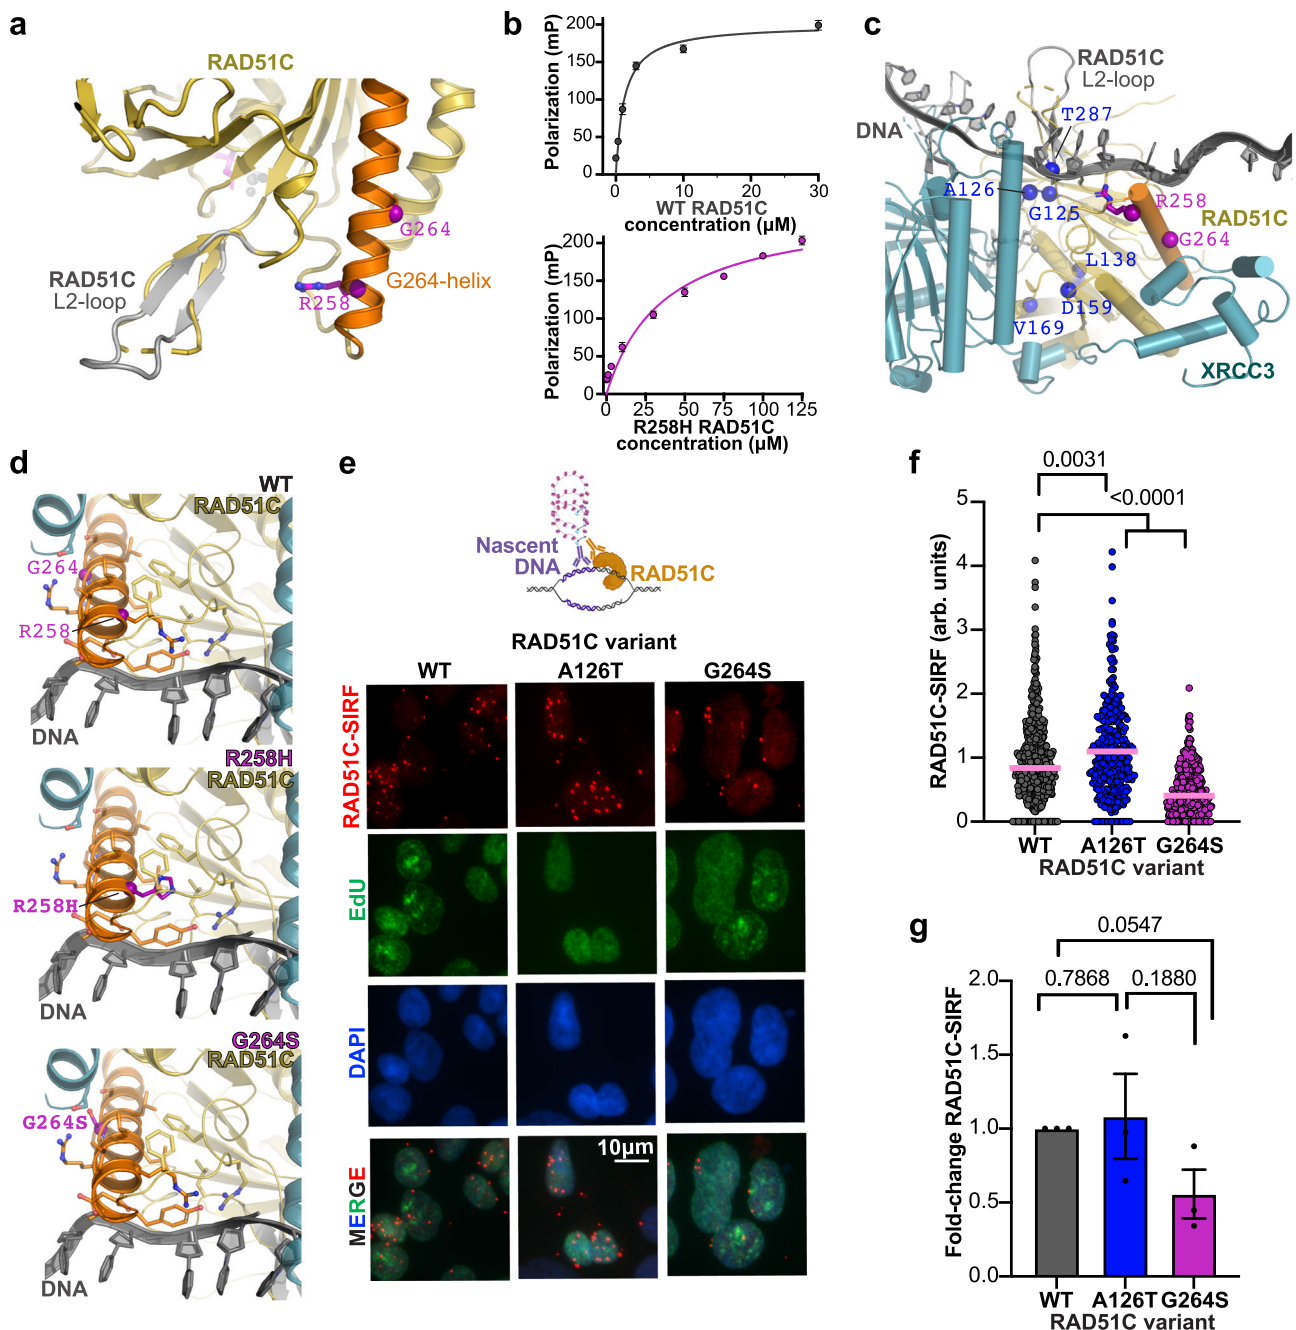 a
RAD51C
G264
RAD51C
L2-loop
G264-helix
R258
b
Polarization (mP)
200
150
100
50
0
0 10 20 30
WT RAD51C
concentration (µM)
Polarization (mP)
200
150
100
50
0
0 25 50 75 100 125
R258H RAD51C
concentration (µM)
c
RAD51C
L2-loop
DNA
T287
A126
G125
R258
RAD51C
G264
L138
D159
V169
XRCC3
d
WT
RAD51C
G264
R258
DNA
R258H
RAD51C
R258H
DNA
G264S
RAD51C
G264S
DNA
e
Nascent
DNA
RAD51C
RAD51C variant
WT A126T G264S
RAD51C-SIRF
EdU
DAPI
MERGE
10µm
f
0.0031
<0.0001
RAD51C-SIRF (arb. units)
5
4
3
2
1
0
WT A126T G264S
RAD51C variant
g
0.0547
0.7868 0.1880
Fold-change RAD51C-SIRF
2.0
1.5
1.0
0.5
0.0
WT A126T G264S
RAD51C variant